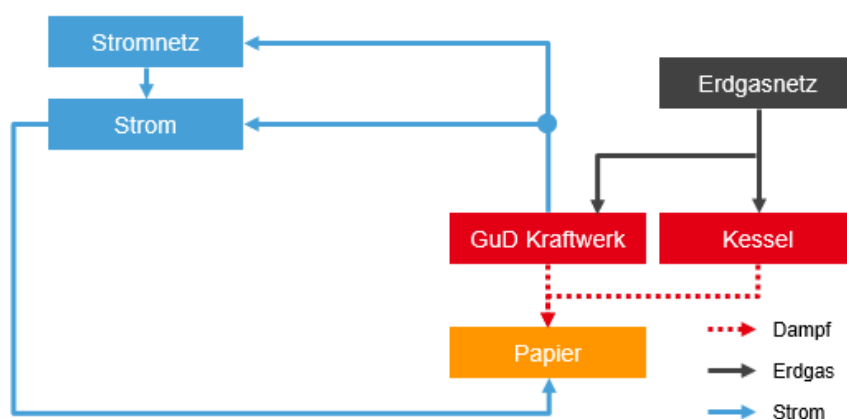 Stromnetz
Erdgasnetz
Strom
GuD Kraftwerk
Kessel
Papier
Dampf
Erdgas
Strom